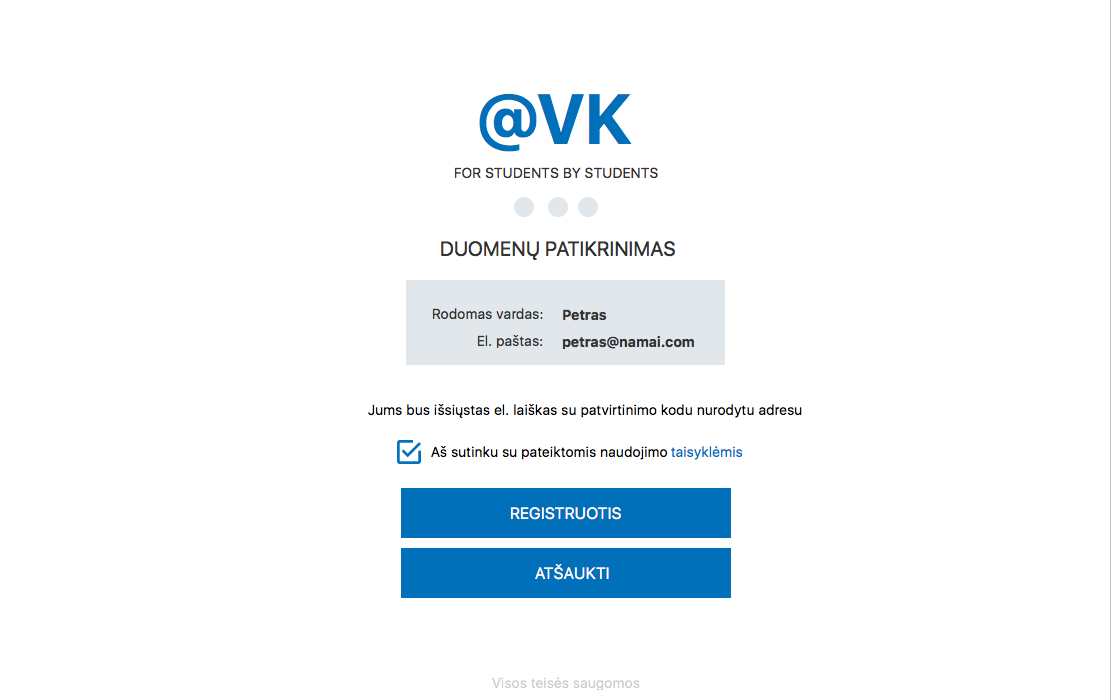 @VK
FOR STUDENTS BY STUDENTS
DUOMENŲ PATIKRINIMAS
Rodomas vardas: Petras
El. paštas: petras@namai.com
Jums bus išsiųstas el. laiškas su patvirtinimo kodu nurodytu adresu
Aš sutinku su pateiktomis naudojimo taisyklėmis
REGISTRUOTIS
ATŠAUKTI
Visos teisės saugomos